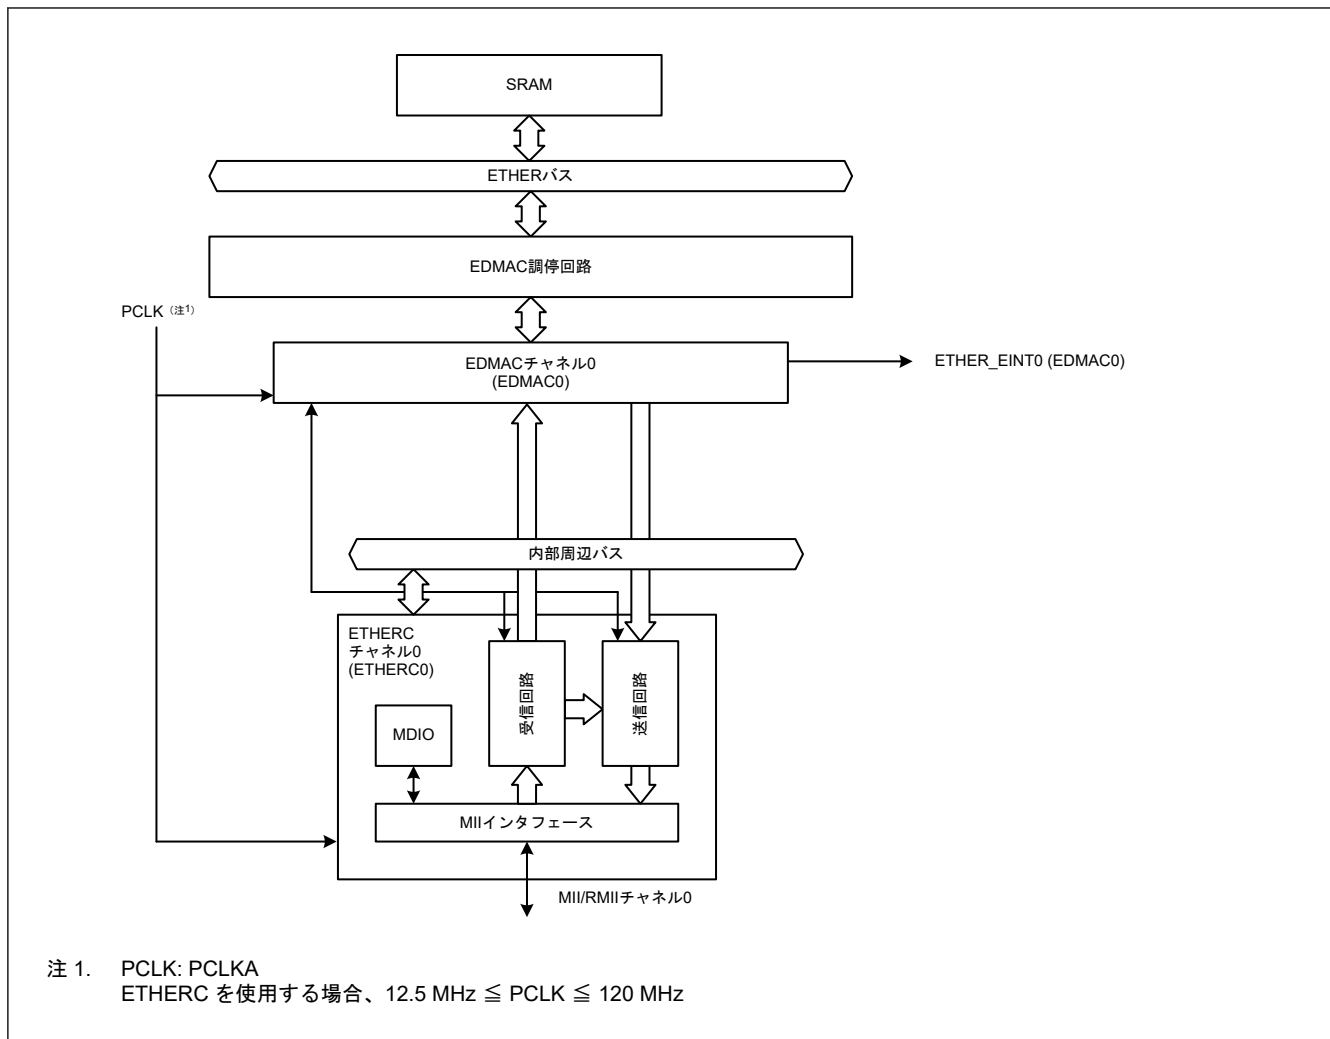 SRAM
ETHERバス
EDMAC調停回路
PCLK（注1）
EDMACチャネル0
(EDMAC0)
ETHER_EINT0 (EDMAC0)
内部周辺バス
ETHERC
チャネル0
(ETHERC0)
受信回路
送信回路
MDIO
MIIインタフェース
MII/RMIIチャネル0
注 1. PCLK: PCLKA
ETHERC を使用する場合、12.5 MHz ≦ PCLK ≦ 120 MHz